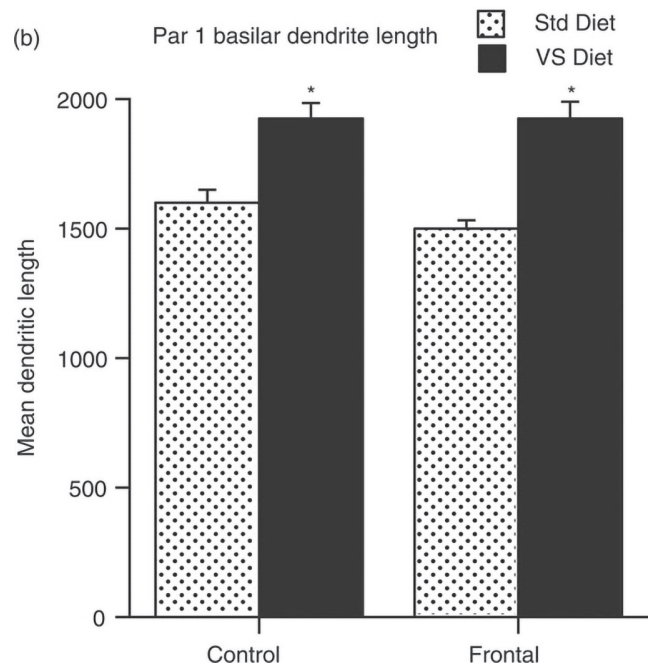 (b)
Par 1 basilar dendrite length
Std Diet
VS Diet
Mean dendritic length
2000
1500
1000
500
0
*
*
Control
Frontal